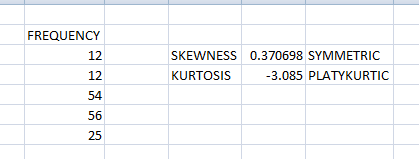 FREQUENCY
12 SKEWNESS 0.370698 SYMMETRIC
12 KURTOSIS -3.085 PLATYKURTIC
54
56
25